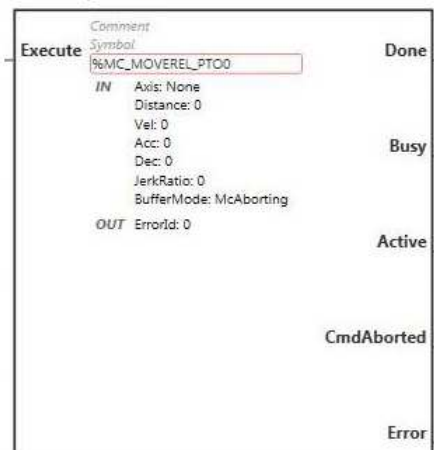 Comment
Execute Symbol Done
%MC_MOVEREL_PTO0
IN Axis: None
Distance: 0
Vel: 0
Acc: 0 Busy
Dec: 0
JerkRatio: 0
BufferMode: McAborting
OUT ErrorId: 0
Active
CmdAborted
Error